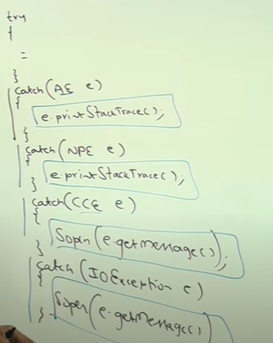 try
{
=
}
catch(AE e)
{
e.printStackTrace();
}
catch(NPE e)
{
e.printStackTrace();
}
catch(CCE e)
{
Sopln(e.getMessage());
}
catch(IOException e)
{
Sopln(e.getMessage())
}